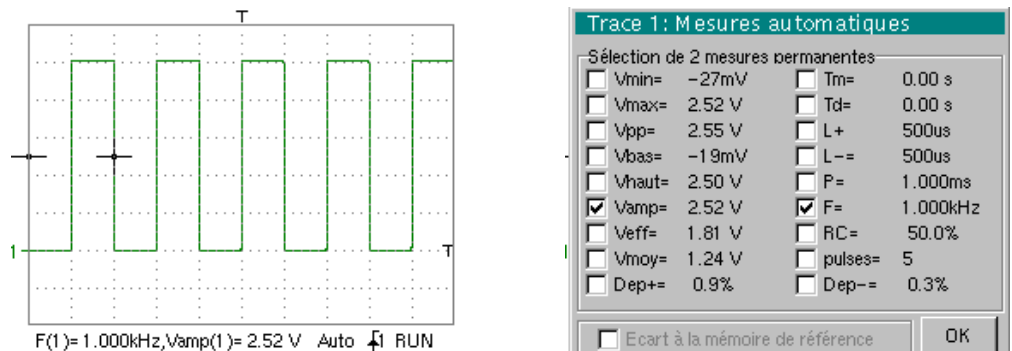 T
1
T
F(1)= 1.000kHz,Vamp(1)= 2.52 V Auto 1 RUN
Trace 1: Mesures automatiques
Sélection de 2 mesures permanentes
Vmin= -27mV Tm= 0.00 s
Vmax= 2.52 V Td= 0.00 s
Vpp= 2.55 V L+ 500us
Vbas= -19mV L-= 500us
Vhaut= 2.50 V P= 1.000ms
Vamp= 2.52 V F= 1.000kHz
Veff= 1.81 V RC= 50.0%
Vmoy= 1.24 V pulses= 5
Dep+= 0.9% Dep-= 0.3%
Ecart à la mémoire de référence OK